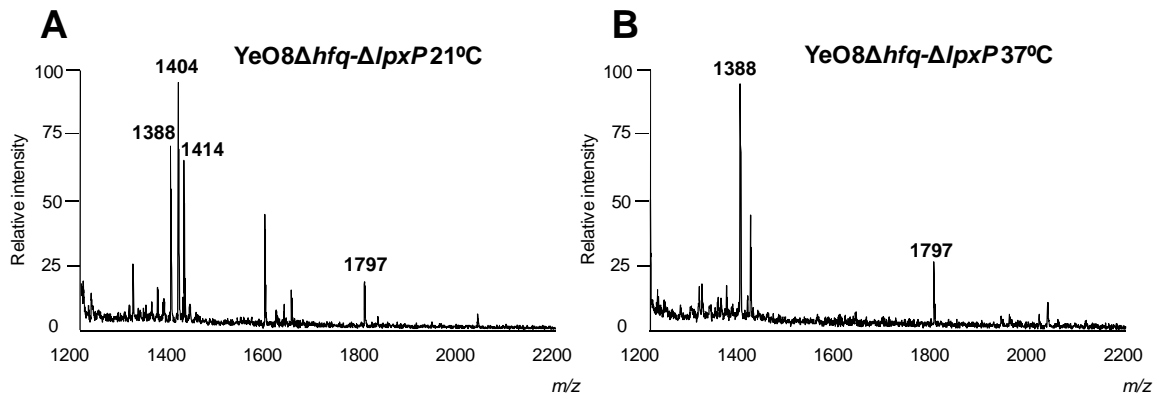 A
YeO8Δhfq-ΔlpxP 21ºC
Relative intensity
100
75
50
25
0
1388
1404
1414
1797
1200 1400 1600 1800 2000 2200
m/z
B
YeO8Δhfq-ΔlpxP 37ºC
Relative intensity
100
75
50
25
0
1388
1797
1200 1400 1600 1800 2000 2200
m/z